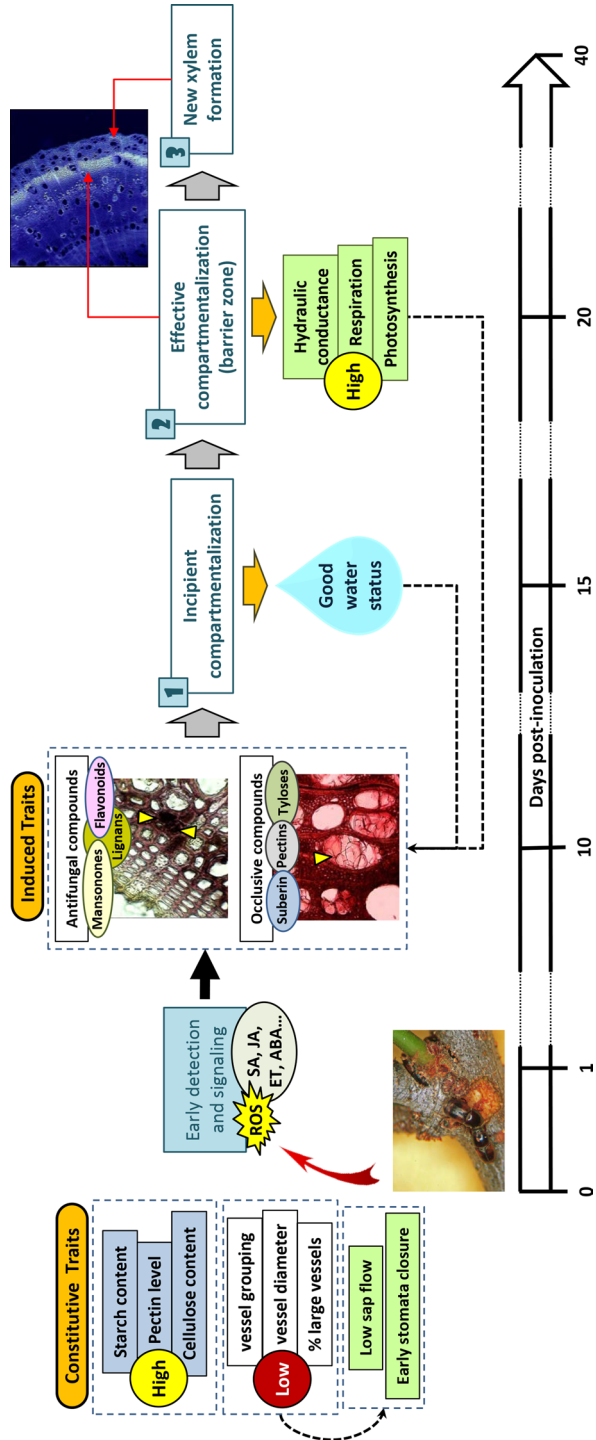 Constitutive Traits
Starch content
Pectin level
Cellulose content
High
vessel grouping
vessel diameter
% large vessels
Low
Low sap flow
Early stomata closure
Early detection
and signaling
ROS
SA, JA,
ET, ABA...
Induced Traits
Antifungal compounds
Mansonones
Lignans
Flavonoids
Occlusive compounds
Suberin
Pectins
Tyloses
1
Incipient
compartmentalization
Good
water
status
2
Effective
compartmentalization
(barrier zone)
Hydraulic
conductance
Respiration
Photosynthesis
High
3
New xylem
formation
Days post-inoculation
0
1
10
15
20
40